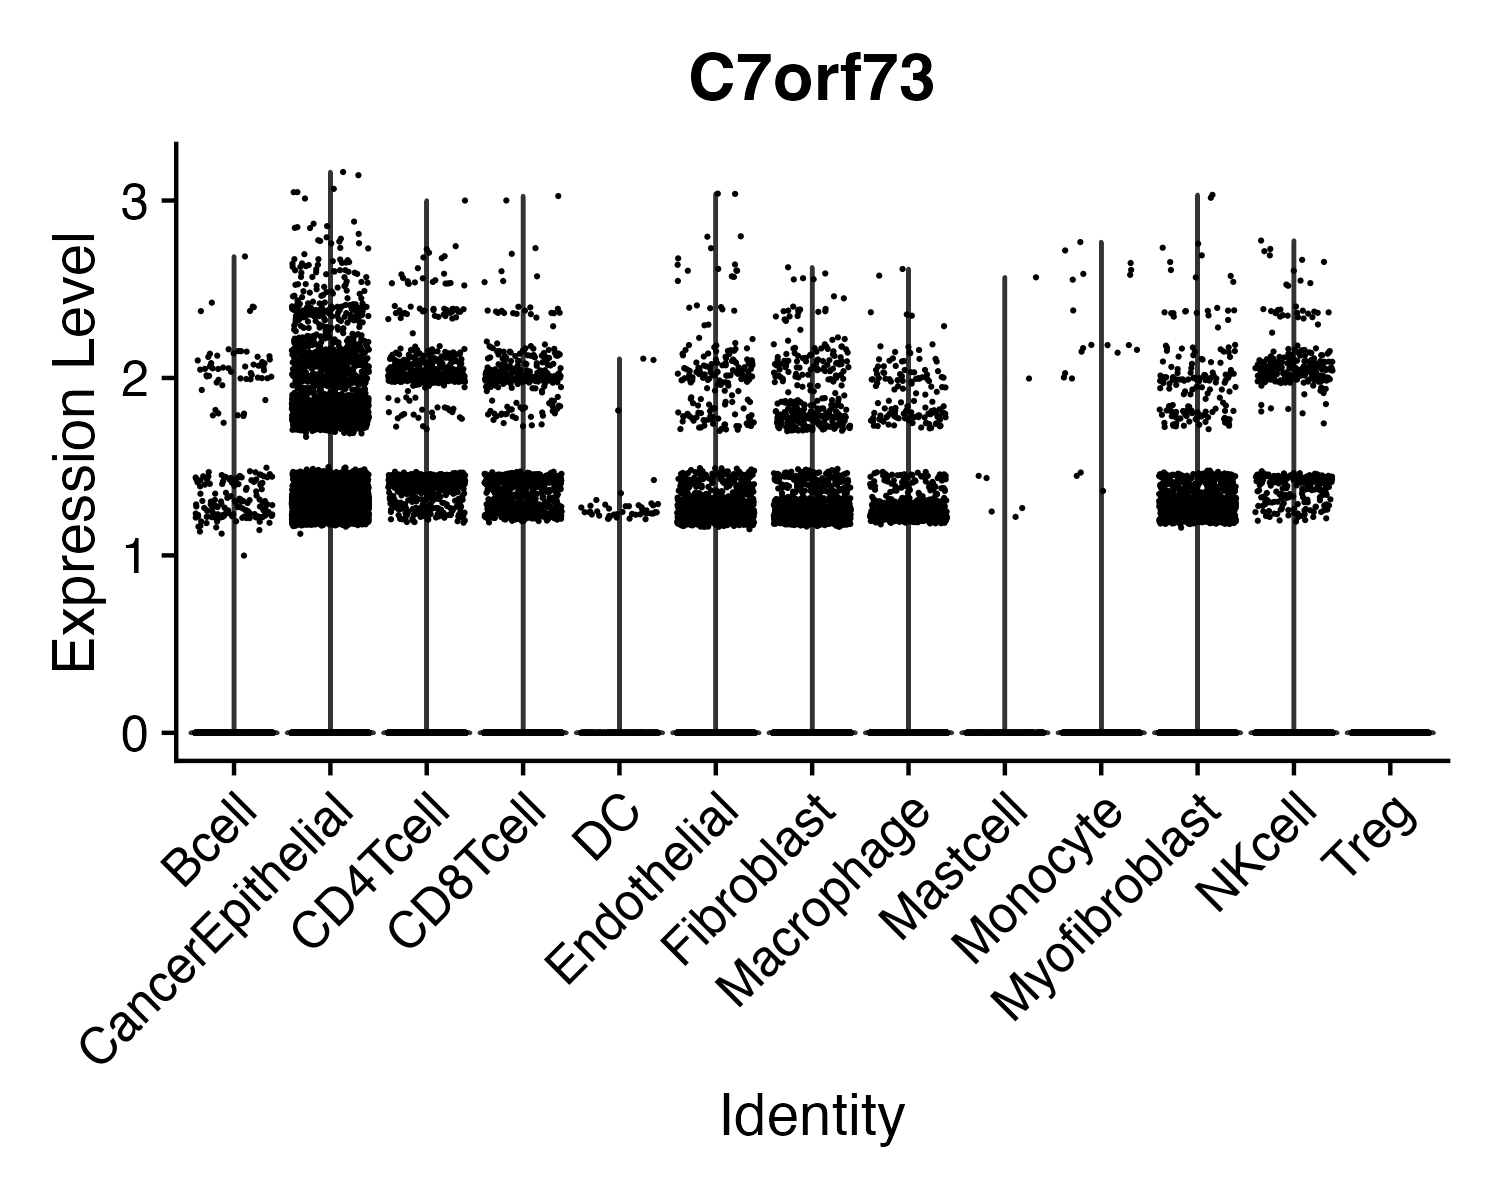 C7orf73
Expression Level
3
2
1
0
Bcell
CancerEpithelial
CD4Tcell
CD8Tcell
DC
Endothelial
Fibroblast
Macrophage
Mastcell
Monocyte
Myofibroblast
NKcell
Treg
Identity